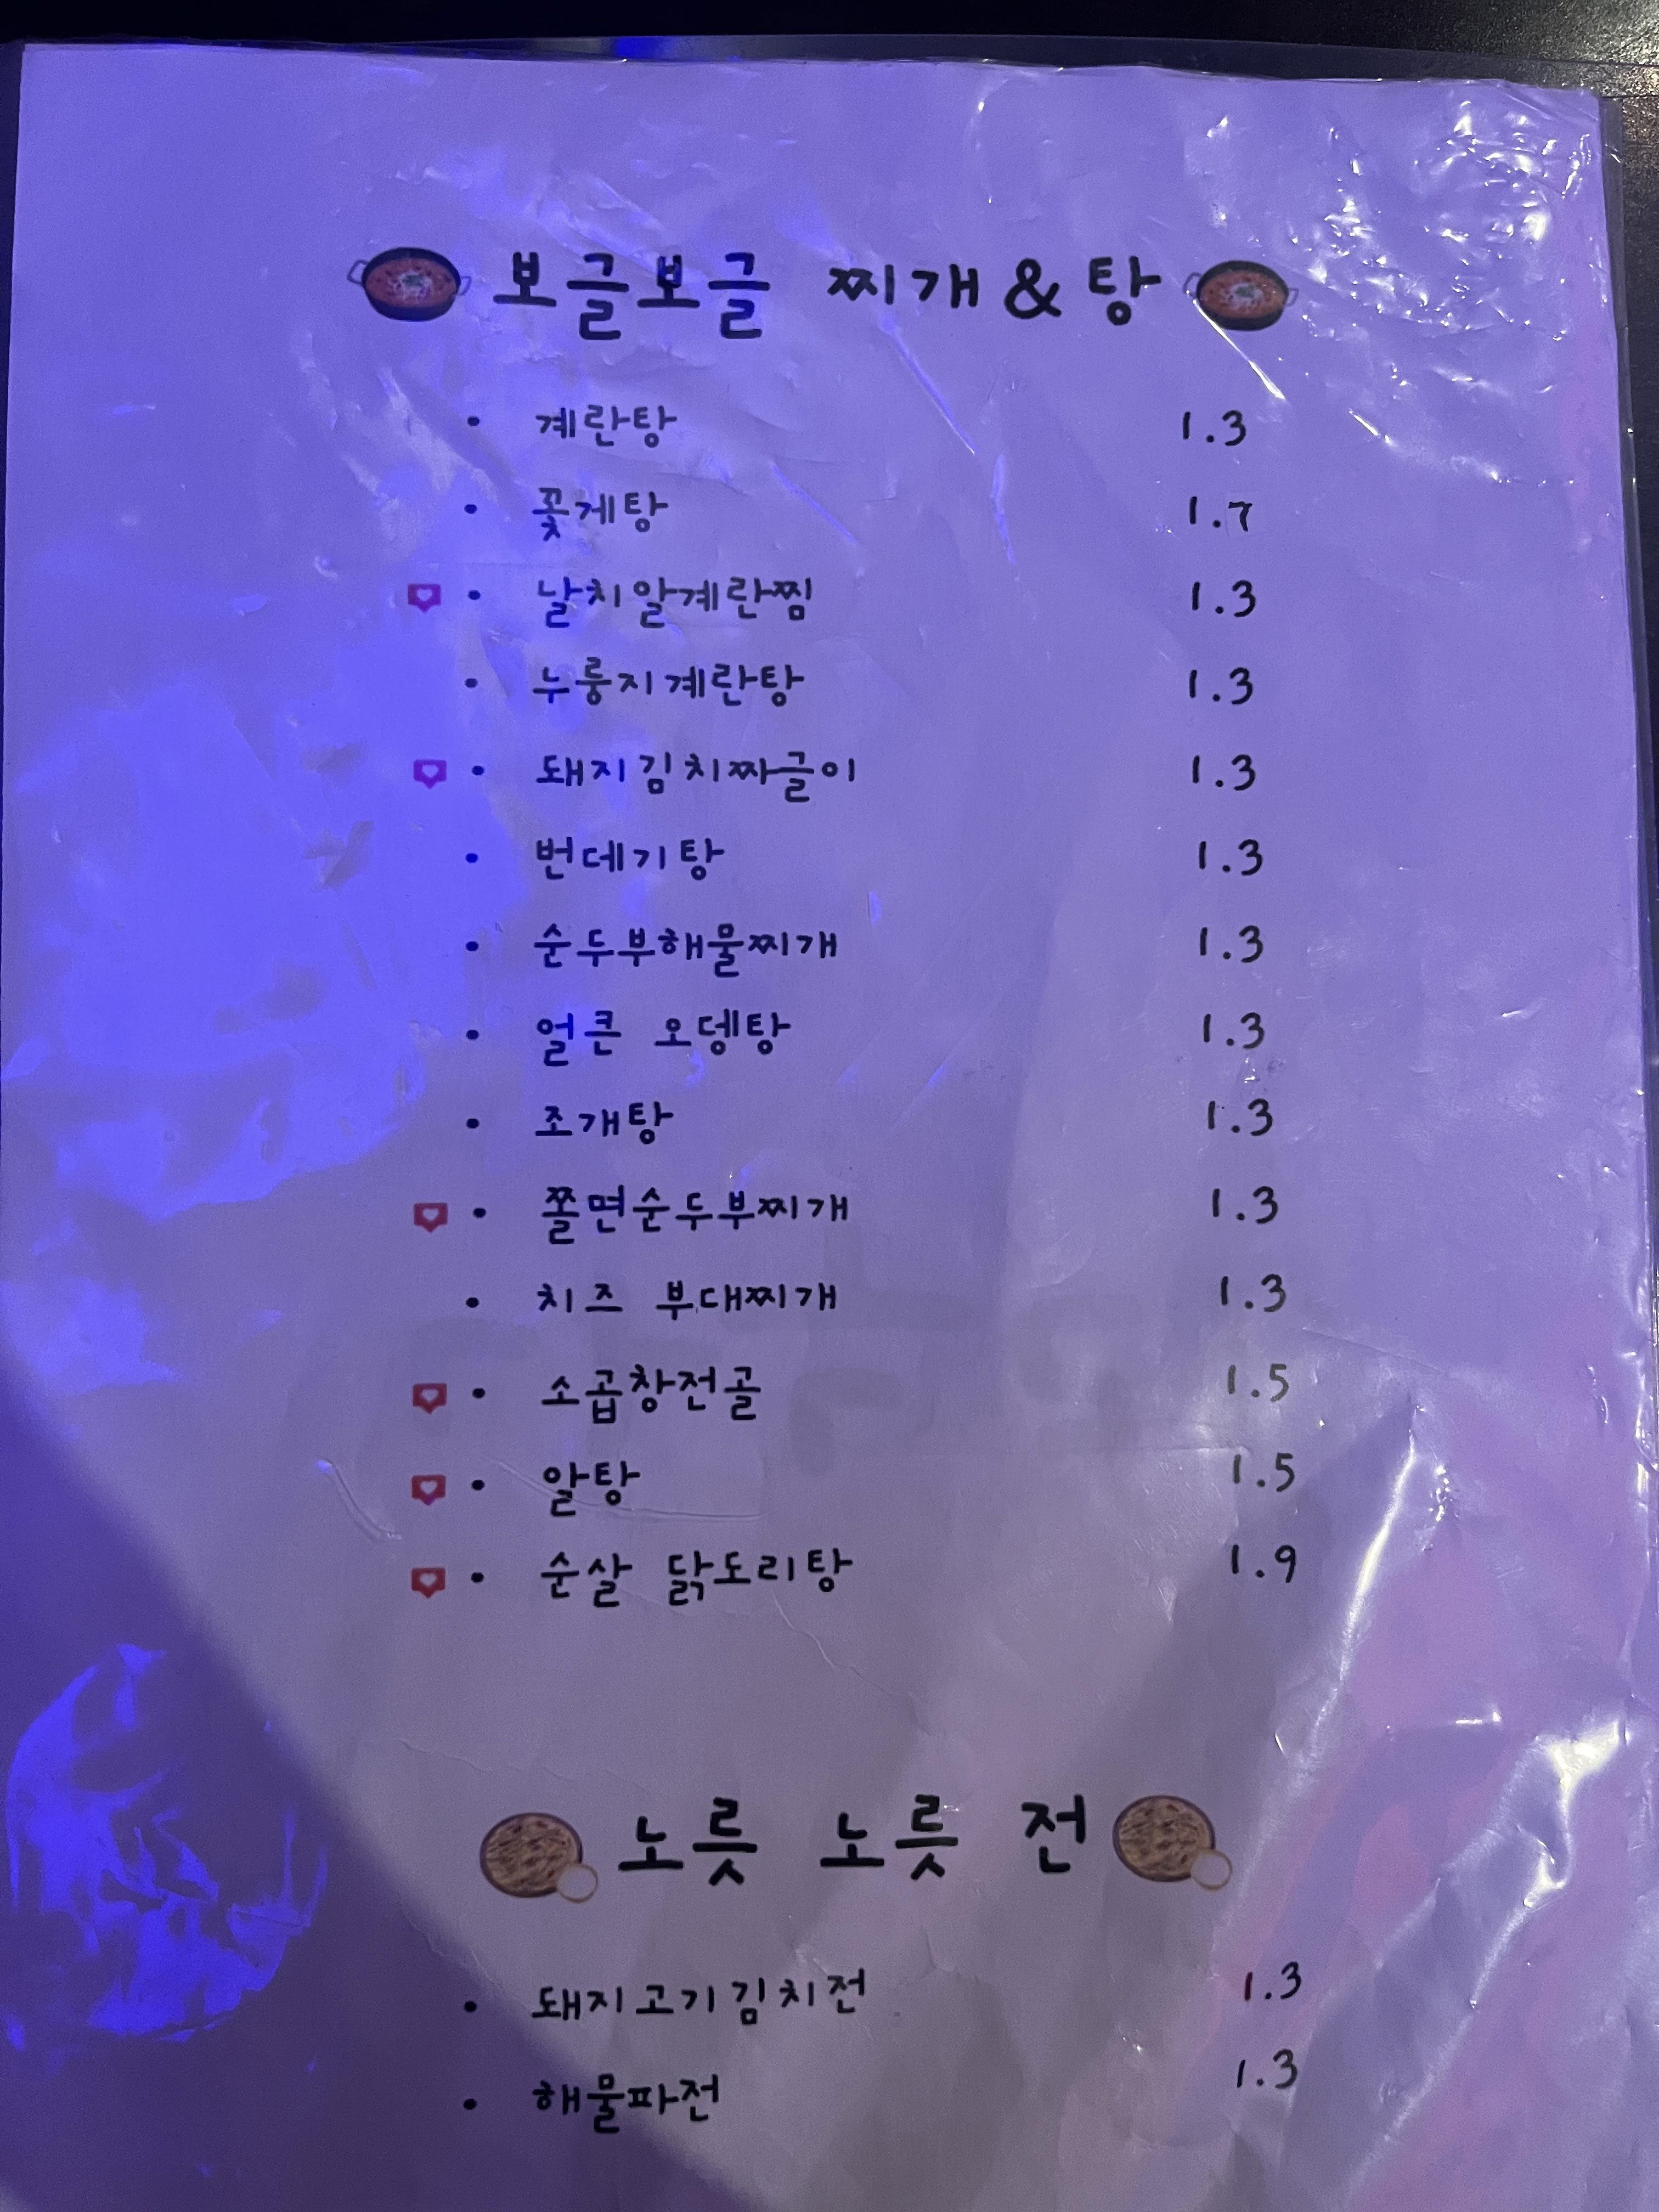 보글보글 찌개 & 탕
• 계란탕 1.3
• 꽃게탕 1.7
• 날치알계란찜 1.3
• 누룽지계란탕 1.3
• 돼지김치짜글이 1.3
• 번데기탕 1.3
• 순두부해물찌개 1.3
• 얼큰 오뎅탕 1.3
• 조개탕 1.3
• 쫄면순두부찌개 1.3
• 치즈 부대찌개 1.3
• 소곱창전골 1.5
• 알탕 1.5
• 순살 닭도리탕 1.9
노릇 노릇 전
• 돼지고기김치전 1.3
• 해물파전 1.3